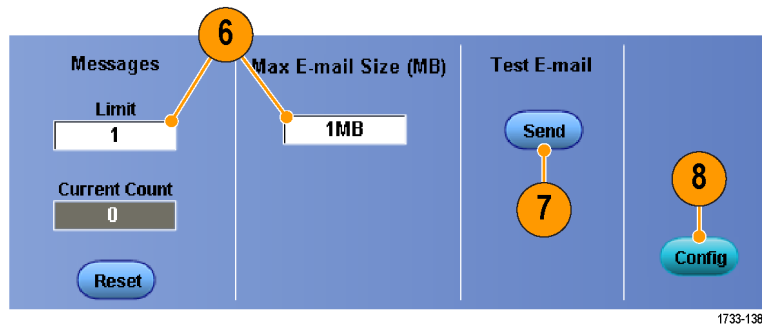 6
Messages
Max E-mail Size (MB)
Test E-mail
Limit
1
1MB
Send
Current Count
0
7
8
Reset
Config
1733-138